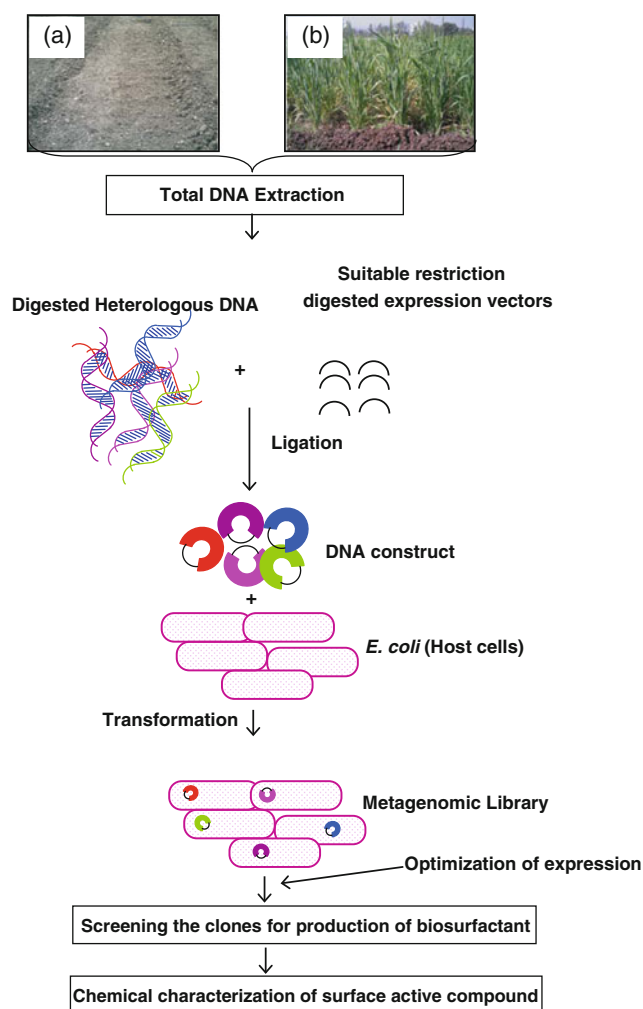 (a)
(b)
Total DNA Extraction
Suitable restriction
digested expression vectors
Digested Heterologous DNA
+
Ligation
DNA construct
+
E. coli (Host cells)
Transformation
Metagenomic Library
Optimization of expression
Screening the clones for production of biosurfactant
Chemical characterization of surface active compound